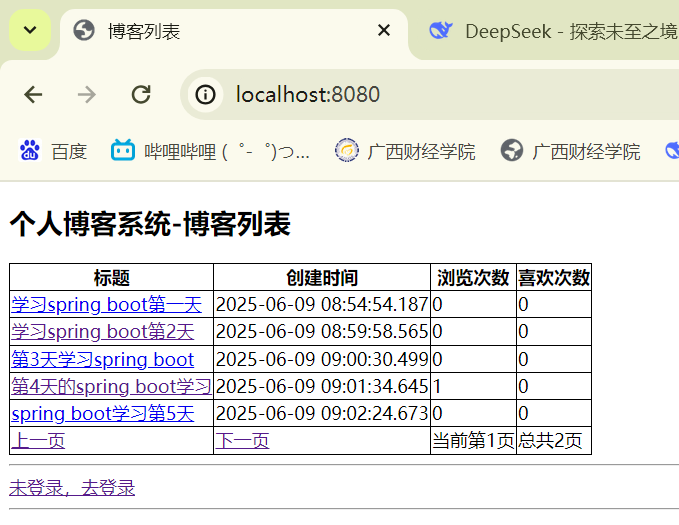 博客列表 DeepSeek - 探索未至之境
localhost:8080
百度 哔哩哔哩 (゜-゜)つ... 广西财经学院 广西财经学院
个人博客系统-博客列表
标题 创建时间 浏览次数 喜欢次数
学习spring boot第一天 2025-06-09 08:54:54.187 0 0
学习spring boot第2天 2025-06-09 08:59:58.565 0 0
第3天学习spring boot 2025-06-09 09:00:30.499 0 0
第4天的spring boot学习 2025-06-09 09:01:34.645 1 0
spring boot学习第5天 2025-06-09 09:02:24.673 0 0
上一页 下一页 当前第1页 总共2页
未登录，去登录